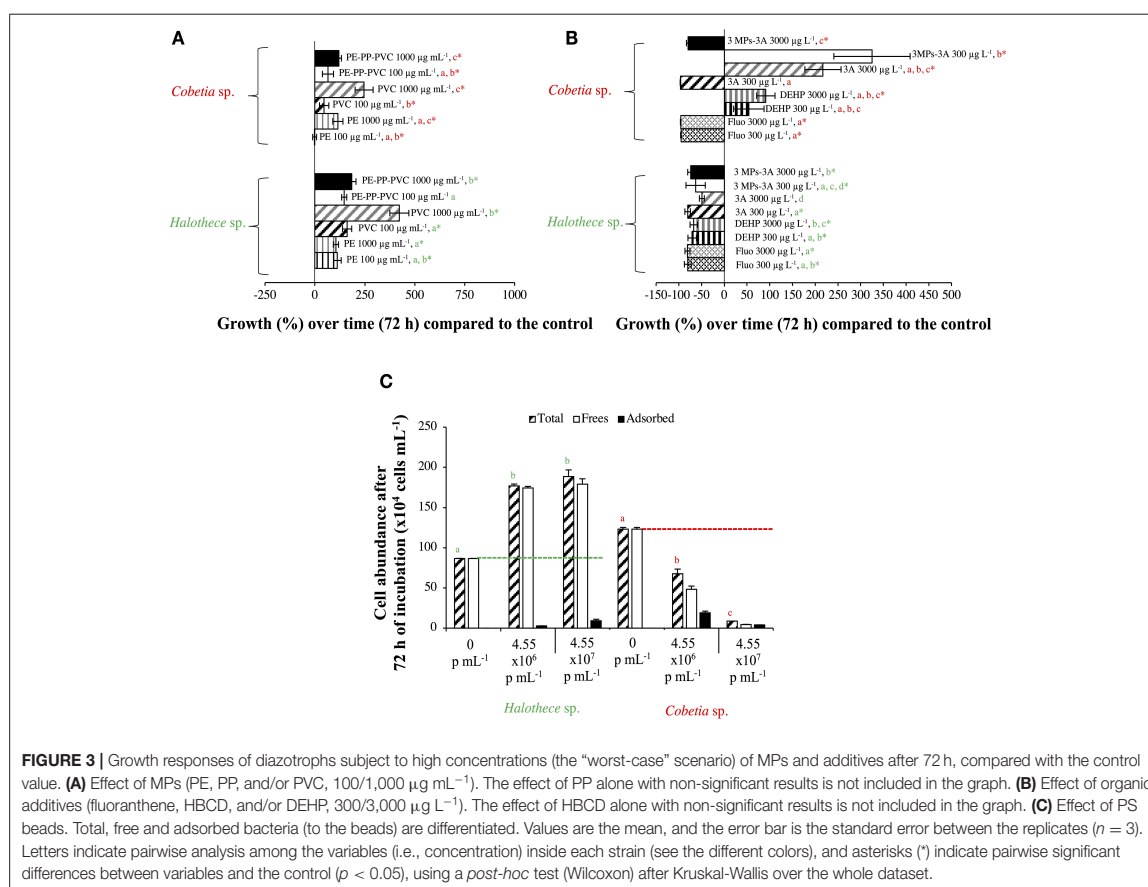 A
PE-PP-PVC 1000 µg mL-1, c*
PE-PP-PVC 100 µg mL-1, a, b*
PVC 1000 µg mL-1, c*
PVC 100 µg mL-1, b*
PE 1000 µg mL-1, a, c*
PE 100 µg mL-1, a, b*
Cobetia sp.
PE-PP-PVC 1000 µg mL-1, b*
PE-PP-PVC 100 µg mL-1 a
PVC 1000 µg mL-1, b*
PVC 100 µg mL-1, a*
PE 1000 µg mL-1, a*
PE 100 µg mL-1, a, b*
Halothece sp.
-250 0 250 500 750 1000
Growth (%) over time (72 h) compared to the control
B
3 MPs-3A 3000 µg L-1, c*
3MPs-3A 300 µg L-1, b*
3A 3000 µg L-1, a, b, c*
3A 300 µg L-1, a
DEHP 3000 µg L-1, a, b, c*
DEHP 300 µg L-1, a, b, c
Fluo 3000 µg L-1, a*
Fluo 300 µg L-1, a*
Cobetia sp.
3 MPs-3A 3000 µg L-1, b*
3 MPs-3A 300 µg L-1, a, c, d*
3A 3000 µg L-1, d
3A 300 µg L-1, a*
DEHP 3000 µg L-1, b, c*
DEHP 300 µg L-1, a, b*
Fluo 3000 µg L-1, a*
Fluo 300 µg L-1, a, b*
Halothece sp.
-150 -100 -50 0 50 100 150 200 250 300 350 400 450 500
Growth (%) over time (72 h) compared to the control
C
Total Frees Adsorbed
Cell abundance after
72 h of incubation (x10⁴ cells mL-1)
250
200
150
100
50
0
a b b a b c
0 4.55 4.55 0 4.55 4.55
p mL-1 x10⁶ x10⁷ p mL-1 x10⁶ x10⁷
p mL-1 p mL-1 p mL-1 p mL-1
Halothece sp. Cobetia sp.
FIGURE 3 | Growth responses of diazotrophs subject to high concentrations (the “worst-case” scenario) of MPs and additives after 72 h, compared with the control
value. (A) Effect of MPs (PE, PP, and/or PVC, 100/1,000 µg mL−1). The effect of PP alone with non-significant results is not included in the graph. (B) Effect of organic
additives (fluoranthene, HBCD, and/or DEHP, 300/3,000 µg L−1). The effect of HBCD alone with non-significant results is not included in the graph. (C) Effect of PS
beads. Total, free and adsorbed bacteria (to the beads) are differentiated. Values are the mean, and the error bar is the standard error between the replicates (n = 3).
Letters indicate pairwise analysis among the variables (i.e., concentration) inside each strain (see the different colors), and asterisks (*) indicate pairwise significant
differences between variables and the control (p < 0.05), using a post-hoc test (Wilcoxon) after Kruskal-Wallis over the whole dataset.